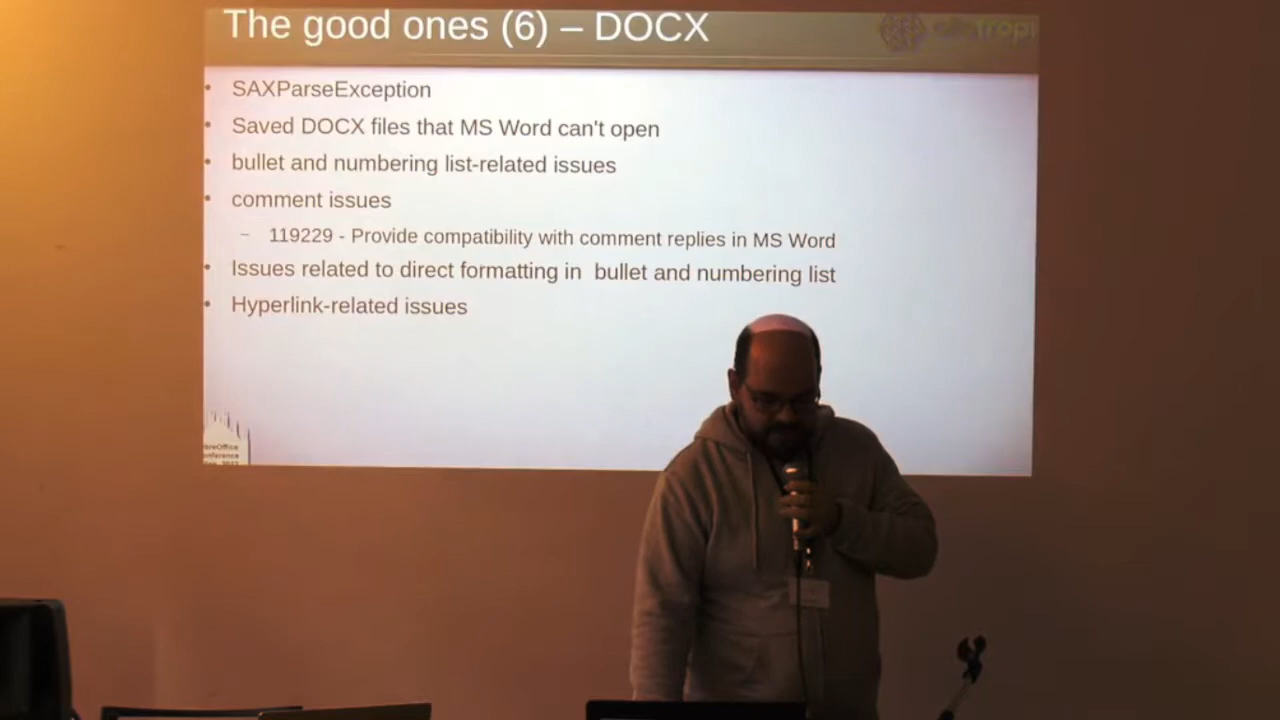 The good ones (6) – DOCX
• SAXParseException
• Saved DOCX files that MS Word can't open
• bullet and numbering list-related issues
• comment issues
– 119229 - Provide compatibility with comment replies in MS Word
• Issues related to direct formatting in  bullet and numbering list
• Hyperlink-related issues